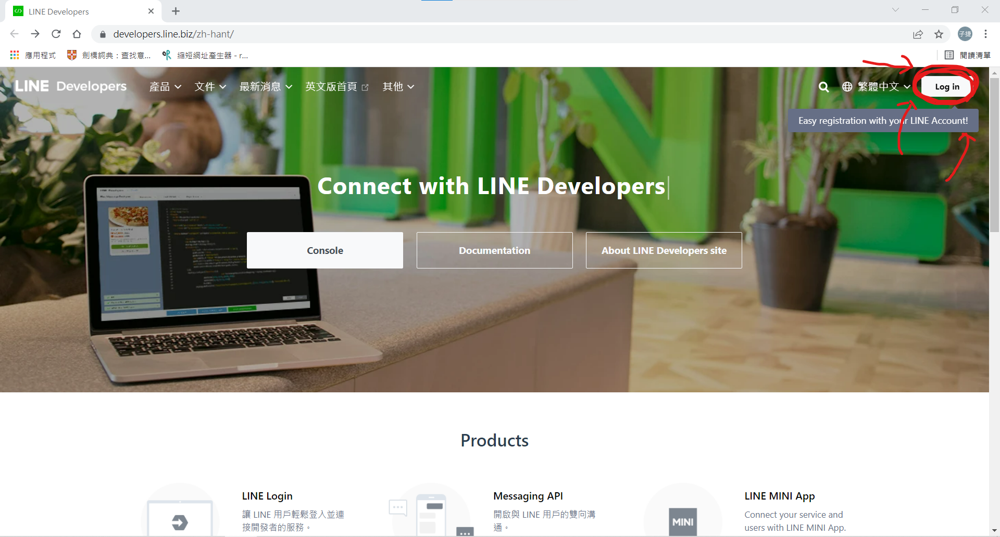 LINE Developers
developers.line.biz/zh-hant/
子捷
應用程式
劍橋詞典：查找意...
縮短網址產生器 - r...
閱讀清單
LINE Developers
產品
文件
最新消息
英文版首頁
其他
繁體中文
Log in
Easy registration with your LINE Account!
Connect with LINE Developers
Console
Documentation
About LINE Developers site
Products
LINE Login
讓 LINE 用戶輕鬆登入並連
接開發者的服務。
Messaging API
開啟與 LINE 用戶的雙向溝
通。
MINI
LINE MINI App
Connect your service and
users with LINE MINI App.